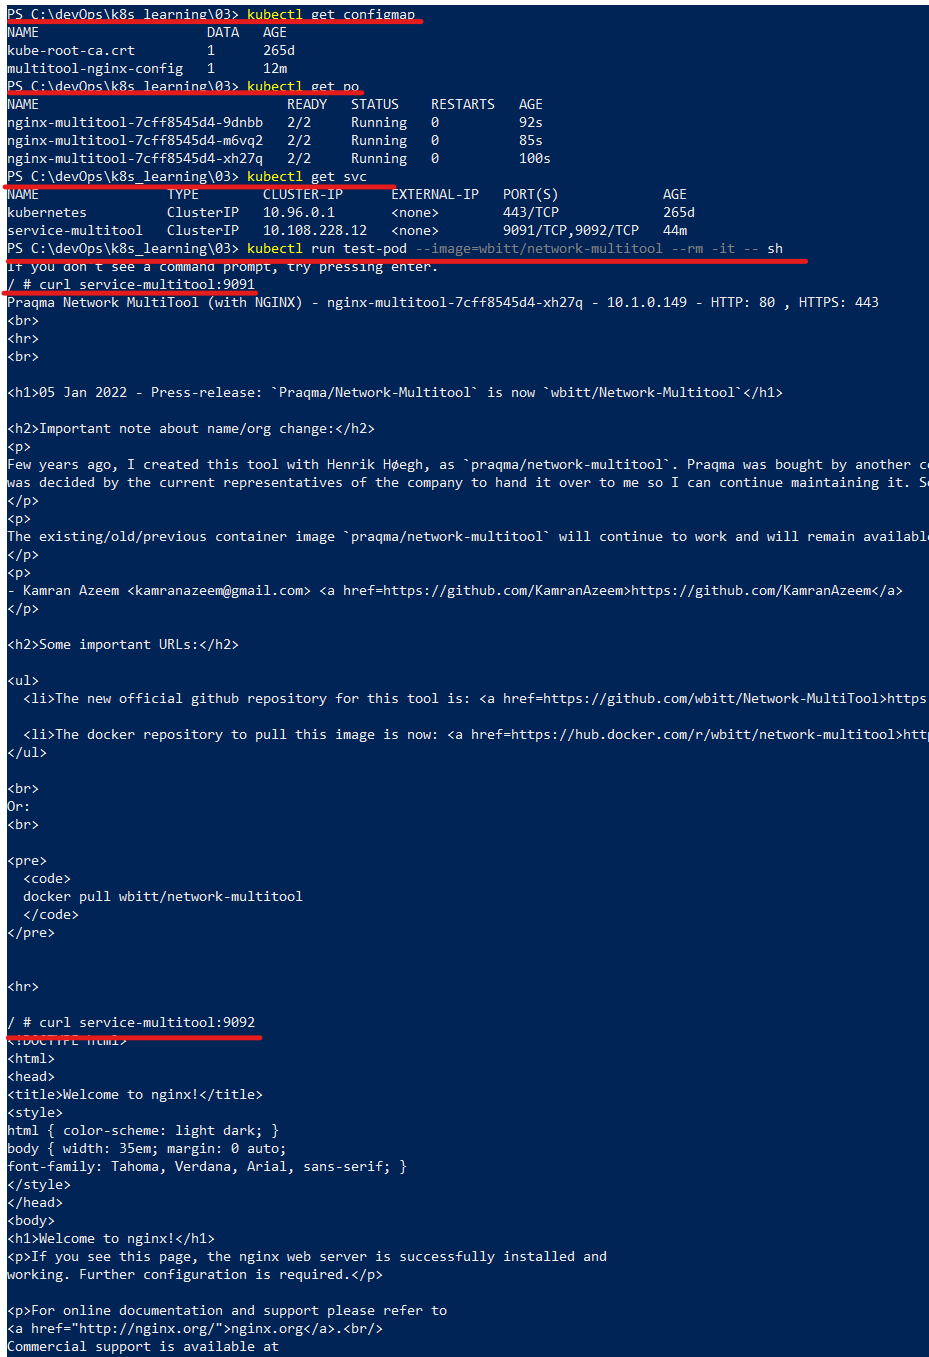 PS C:\devOps\k8s_learning\03> kubectl get configmap
NAME                     DATA   AGE
kube-root-ca.crt         1      265d
multitool-nginx-config   1      12m
PS C:\devOps\k8s_learning\03> kubectl get po
NAME                               READY   STATUS    RESTARTS   AGE
nginx-multitool-7cff8545d4-9dnbb   2/2     Running   0          92s
nginx-multitool-7cff8545d4-m6vq2   2/2     Running   0          85s
nginx-multitool-7cff8545d4-xh27q   2/2     Running   0          100s
PS C:\devOps\k8s_learning\03> kubectl get svc
NAME                TYPE        CLUSTER-IP      EXTERNAL-IP   PORT(S)             AGE
kubernetes          ClusterIP   10.96.0.1       <none>        443/TCP             265d
service-multitool   ClusterIP   10.108.228.12   <none>        9091/TCP,9092/TCP   44m
PS C:\devOps\k8s_learning\03> kubectl run test-pod --image=wbitt/network-multitool --rm -it -- sh
If you don't see a command prompt, try pressing enter.
/ # curl service-multitool:9091
Praqma Network MultiTool (with NGINX) - nginx-multitool-7cff8545d4-xh27q - 10.1.0.149 - HTTP: 80 , HTTPS: 443
<br>
<hr>
<br>
<h1>05 Jan 2022 - Press-release: `Praqma/Network-Multitool` is now `wbitt/Network-Multitool`</h1>
<h2>Important note about name/org change:</h2>
<p>
Few years ago, I created this tool with Henrik Høegh, as `praqma/network-multitool`. Praqma was bought by another
was decided by the current representatives of the company to hand it over to me so I can continue maintaining it.
</p>
<p>
The existing/old/previous container image `praqma/network-multitool` will continue to work and will remain
</p>
<p>
- Kamran Azeem <kamranazeem@gmail.com> <a href=https://github.com/KamranAzeem>https://github.com/KamranAzeem</a>
</p>
<h2>Some important URLs:</h2>
<ul>
  <li>The new official github repository for this tool is: <a href=https://github.com/wbitt/Network-MultiTool>https
  <li>The docker repository to pull this image is now: <a href=https://hub.docker.com/r/wbitt/network-multitool>
</ul>
<br>
Or:
<br>
<pre>
  <code>
  docker pull wbitt/network-multitool
  </code>
</pre>
<hr>
/ # curl service-multitool:9092
<!DOCTYPE html>
<html>
<head>
<title>Welcome to nginx!</title>
<style>
html { color-scheme: light dark; }
body { width: 35em; margin: 0 auto;
font-family: Tahoma, Verdana, Arial, sans-serif; }
</style>
</head>
<body>
<h1>Welcome to nginx!</h1>
<p>If you see this page, the nginx web server is successfully installed and
working. Further configuration is required.</p>
<p>For online documentation and support please refer to
<a href="http://nginx.org/">nginx.org</a>.<br/>
Commercial support is available at